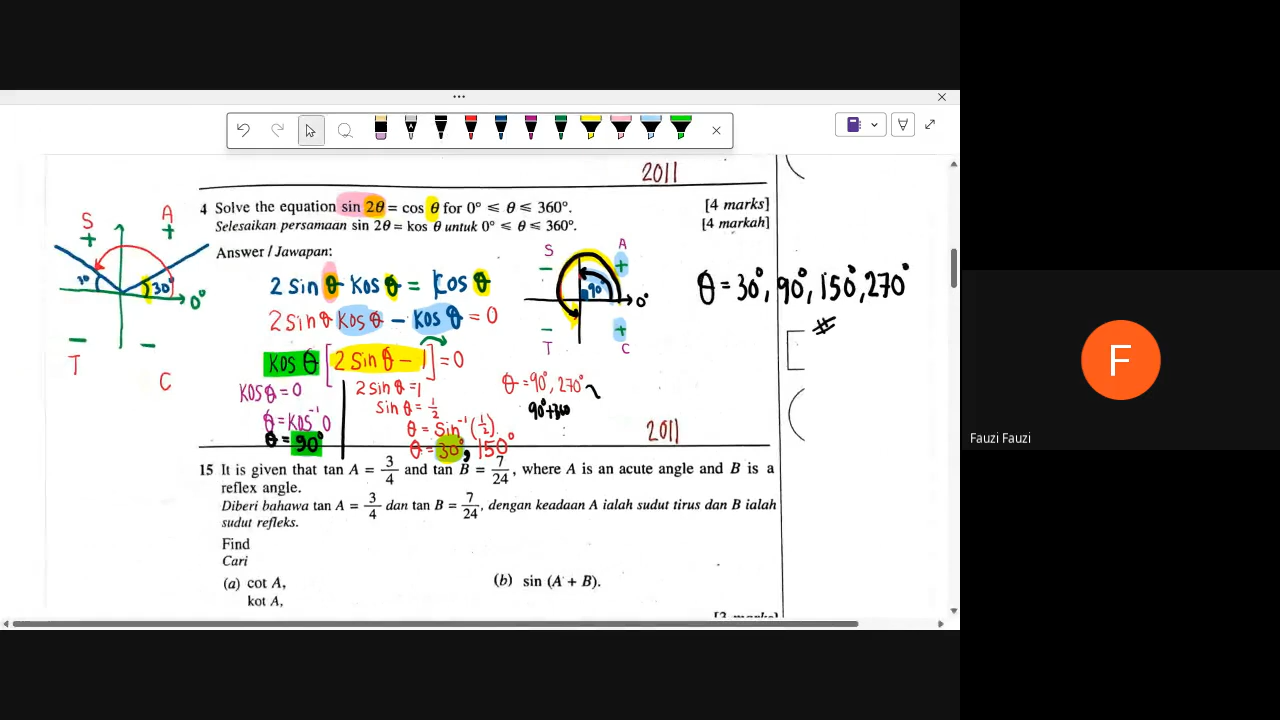 2011
4 Solve the equation sin 2θ = cos θ for 0° ⩽ θ ⩽ 360°. [4 marks]
Selesaikan persamaan sin 2θ = kos θ untuk 0° ⩽ θ ⩽ 360°. [4 markah]
Answer / Jawapan:
S A
+ +
30° 30° 0°
− −
T C
2 sin θ kos θ = cos θ
2 sin θ kos θ − kos θ = 0
kos θ [2 sin θ − 1] = 0
kos θ = 0
θ = kos⁻¹ 0
θ = 90°
2 sin θ = 1
sin θ = 1/2
θ = sin⁻¹ (1/2).
θ = 30°, 150°
S A
− +
90° 0°
− +
T C
θ = 90°, 270°
90°+360
θ = 30°, 90°, 150°, 270°
#
2011
15 It is given that tan A = 3/4 and tan B = 7/24, where A is an acute angle and B is a
reflex angle.
Diberi bahawa tan A = 3/4 dan tan B = 7/24, dengan keadaan A ialah sudut tirus dan B ialah
sudut refleks.
Find
Cari
(a) cot A, (b) sin (A + B).
kot A,
F
Fauzi Fauzi